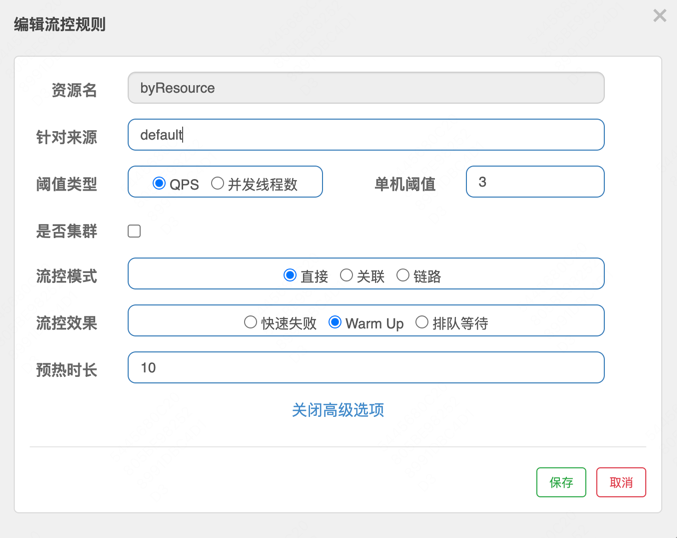 编辑流控规则 ×
资源名 byResource
针对来源 default
阈值类型 QPS 并发线程数 单机阈值 3
是否集群
流控模式 直接 关联 链路
流控效果 快速失败 Warm Up 排队等待
预热时长 10
关闭高级选项
保存 取消